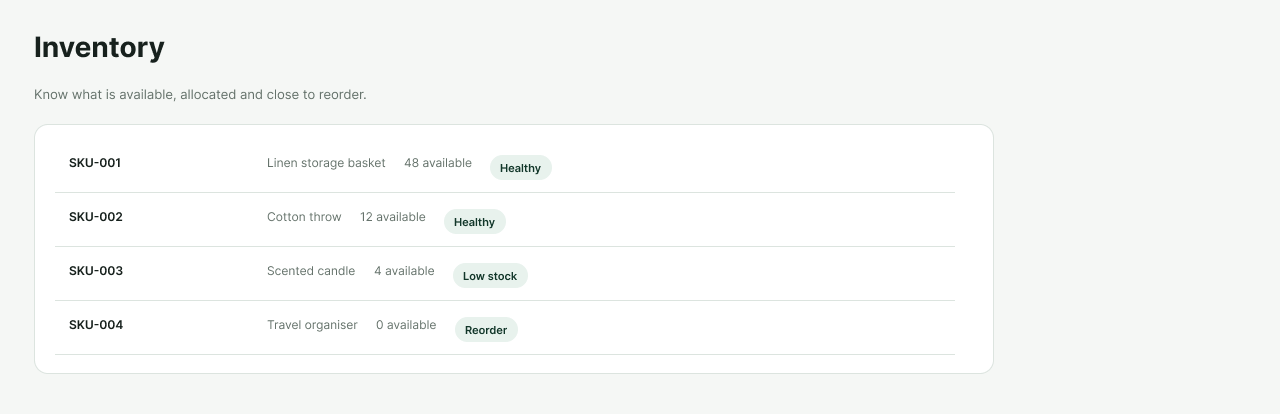 Inventory
Know what is available, allocated and close to reorder.
SKU-001 Linen storage basket 48 available Healthy
SKU-002 Cotton throw 12 available Healthy
SKU-003 Scented candle 4 available Low stock
SKU-004 Travel organiser 0 available Reorder